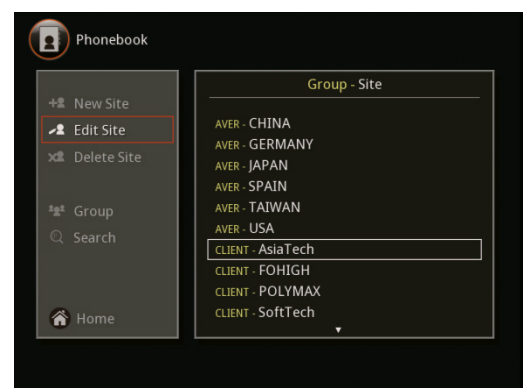 Phonebook
New Site
Edit Site
Delete Site
Group
Search
Home
Group - Site
AVER - CHINA
AVER - GERMANY
AVER - JAPAN
AVER - SPAIN
AVER - TAIWAN
AVER - USA
CLIENT - AsiaTech
CLIENT - FOHIGH
CLIENT - POLYMAX
CLIENT - SoftTech